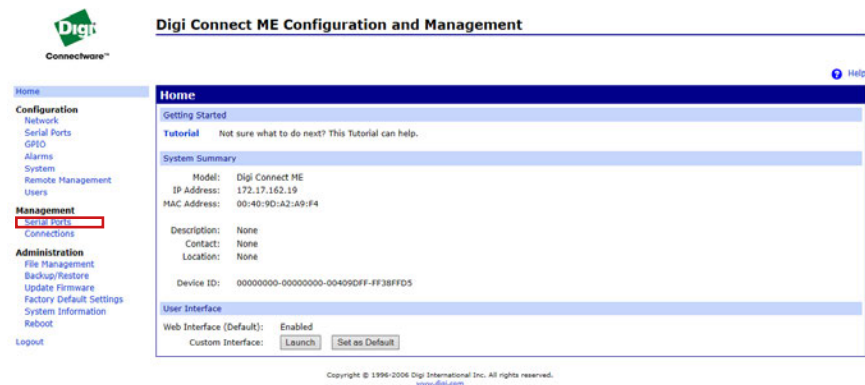 Digi
Connectware™
Digi Connect ME Configuration and Management
Help
Home
Configuration
Network
Serial Ports
GPIO
Alarms
System
Remote Management
Users
Management
Serial Ports
Connections
Administration
File Management
Backup/Restore
Update Firmware
Factory Default Settings
System Information
Reboot
Logout
Home
Getting Started
Tutorial Not sure what to do next? This Tutorial can help.
System Summary
Model: Digi Connect ME
IP Address: 172.17.162.19
MAC Address: 00:40:9D:A2:A9:F4
Description: None
Contact: None
Location: None
Device ID: 00000000-00000000-00409DFF-FF38FFD5
User Interface
Web Interface (Default): Enabled
Custom Interface: Launch Set as Default
Copyright © 1996-2006 Digi International Inc. All rights reserved.
www.digi.com